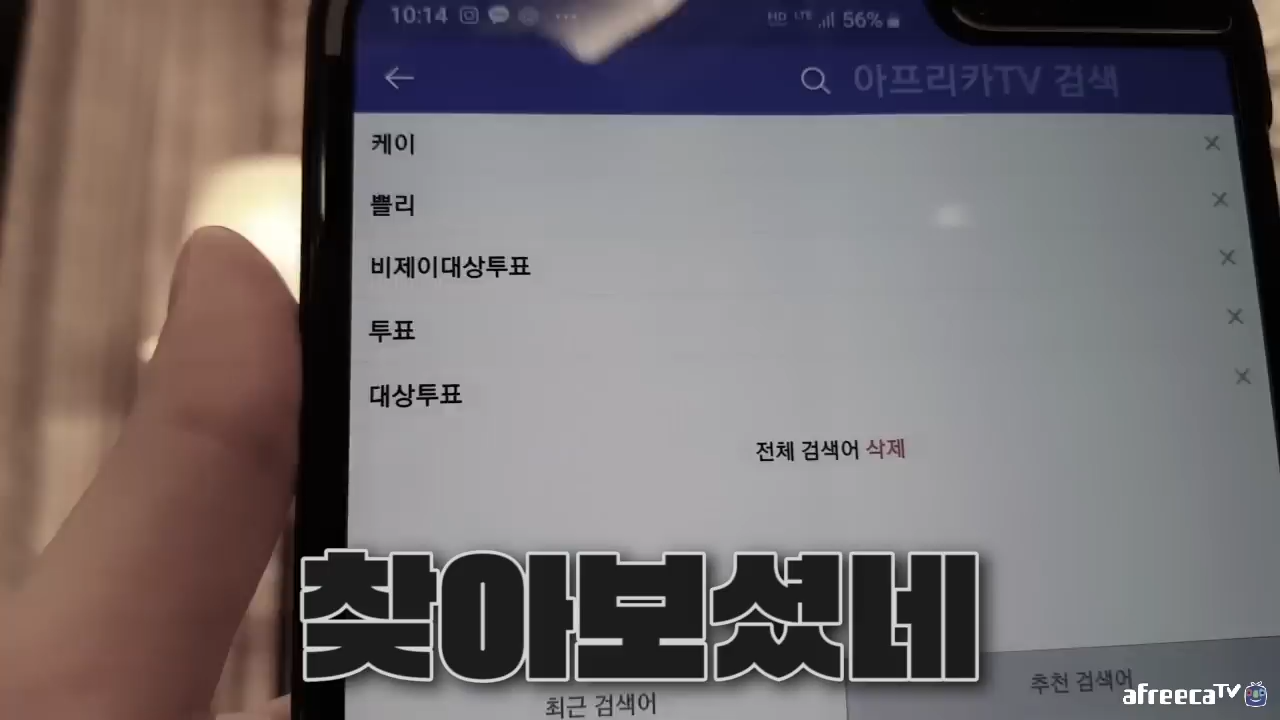 10:14
HD LTE 56%
아프리카TV 검색
케이
쁠리
비제이대상투표
투표
대상투표
전체 검색어 삭제
찾아보셨네
최근 검색어
추천 검색어
afreecaTV